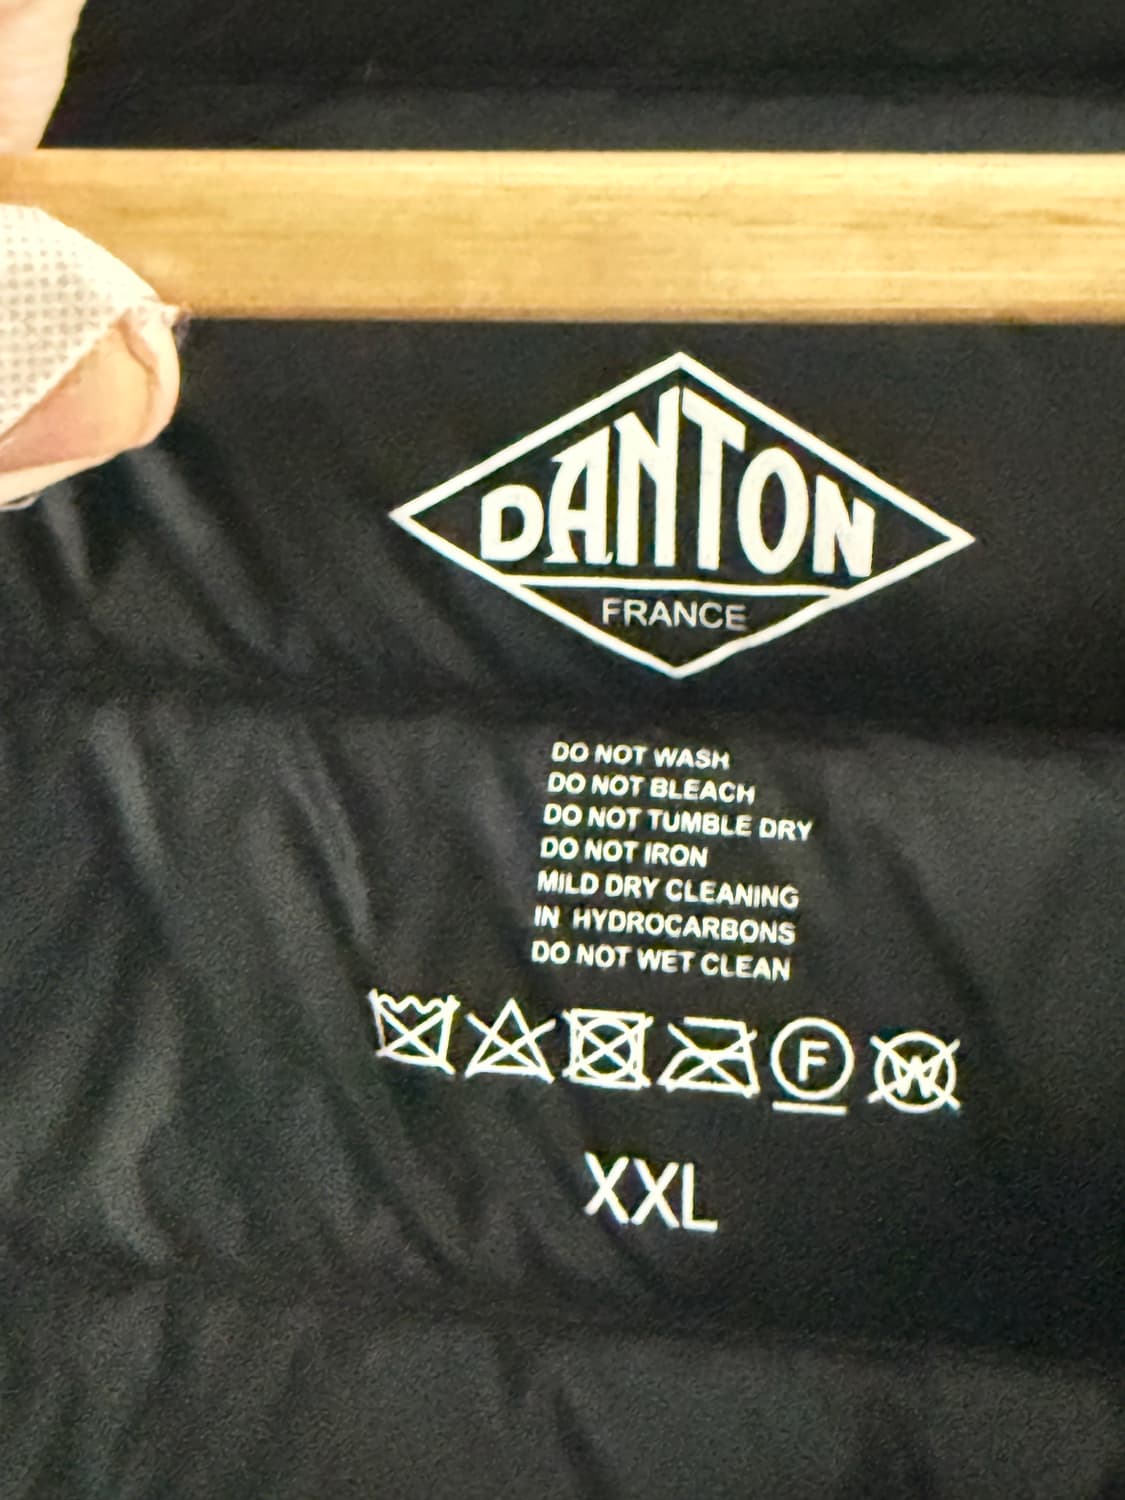 DANTON
FRANCE
DO NOT WASH
DO NOT BLEACH
DO NOT TUMBLE DRY
DO NOT IRON
MILD DRY CLEANING
IN HYDROCARBONS
DO NOT WET CLEAN
F W
XXL